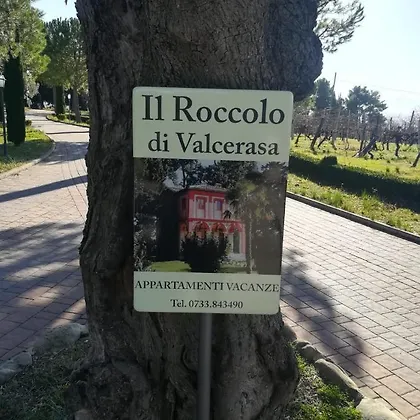 Il Roccolo
di Valcerasa
APPARTAMENTI VACANZE
Tel. 0733.843490